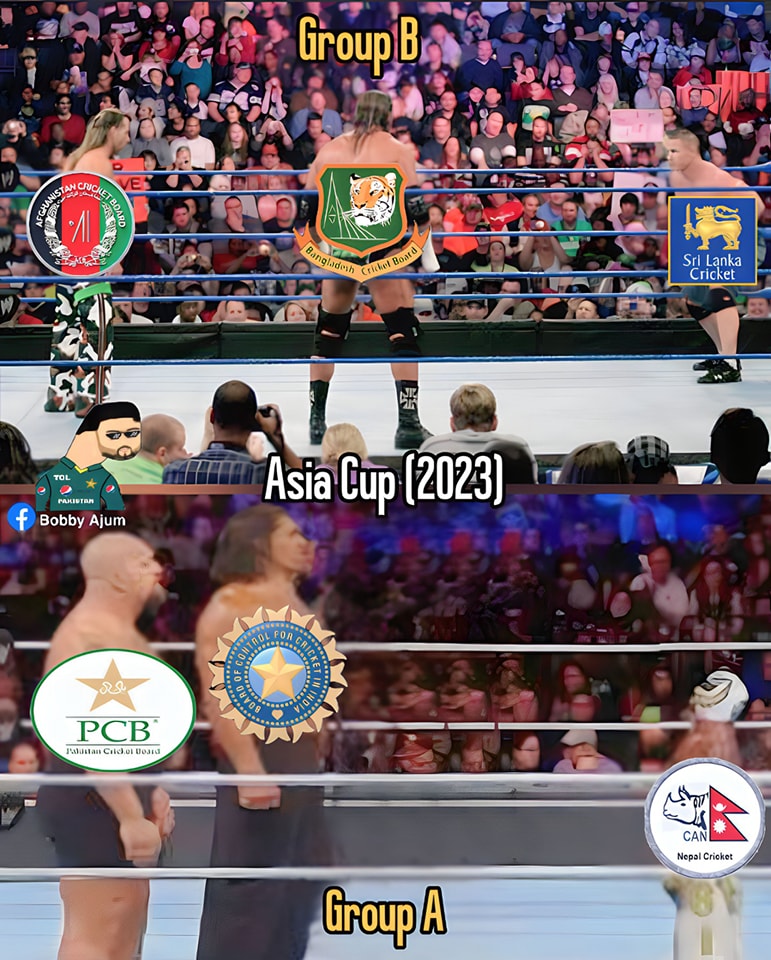 Group B
AFGHANISTAN CRICKET BOARD
Bangladesh Cricket Board
Sri Lanka
Cricket
TCL
PAKISTAN
Asia Cup (2023)
Bobby Ajum
BOARD OF CONTROL FOR CRICKET IN INDIA
PCB
Pakistan Cricket Board
CAN
Nepal Cricket
Group A